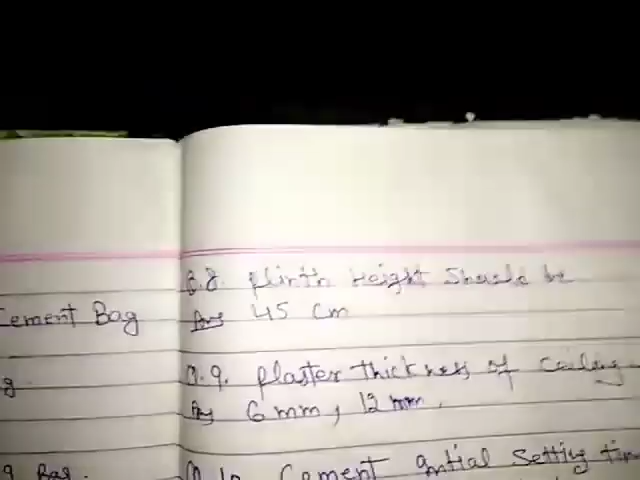 Cement Bag
g.
g Bag.
Q.8. plinth Height Should be
Ans 45 cm
Q.9. plaster thickness of Ceiling
Ans 6 mm, 12 mm.
Q.10 Cement initial Setting time